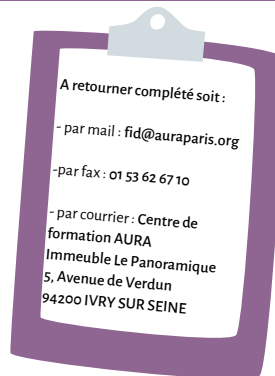 A retourner complété soit :
- par mail : fid@auraparis.org
-par fax : 01 53 62 67 10
- par courrier : Centre de
formation AURA
Immeuble Le Panoramique
5, Avenue de Verdun
94200 IVRY SUR SEINE